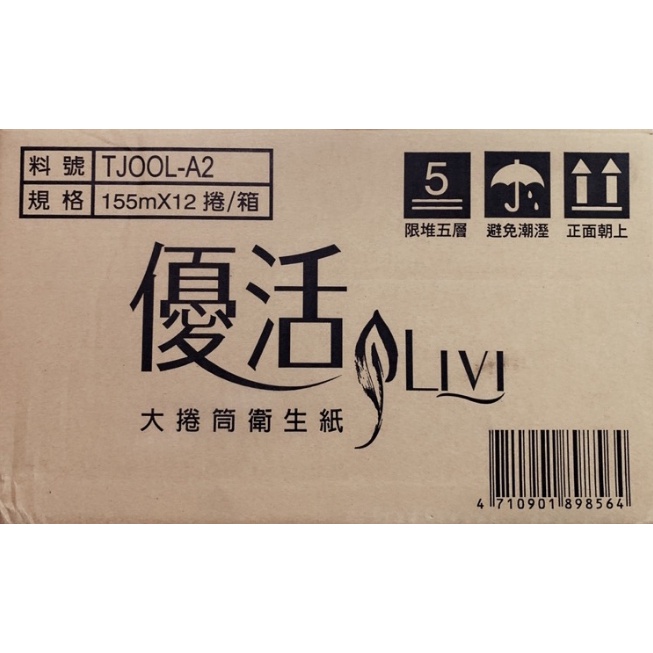 料號 TJOOL-A2
規格 155mX12 捲/箱
5
限堆五層 避免潮溼 正面朝上
優活 LIVI
大捲筒衛生紙
4 710901 898564